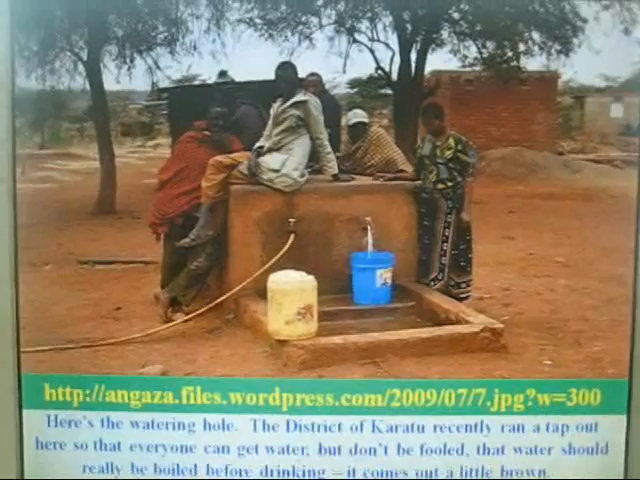 http://angaza.files.wordpress.com/2009/07/7.jpg?w=300
Here's the watering hole. The District of Karatu recently ran a tap out
here so that everyone can get water, but don't be fooled, that water should
really be boiled before drinking – it comes out a little brown.